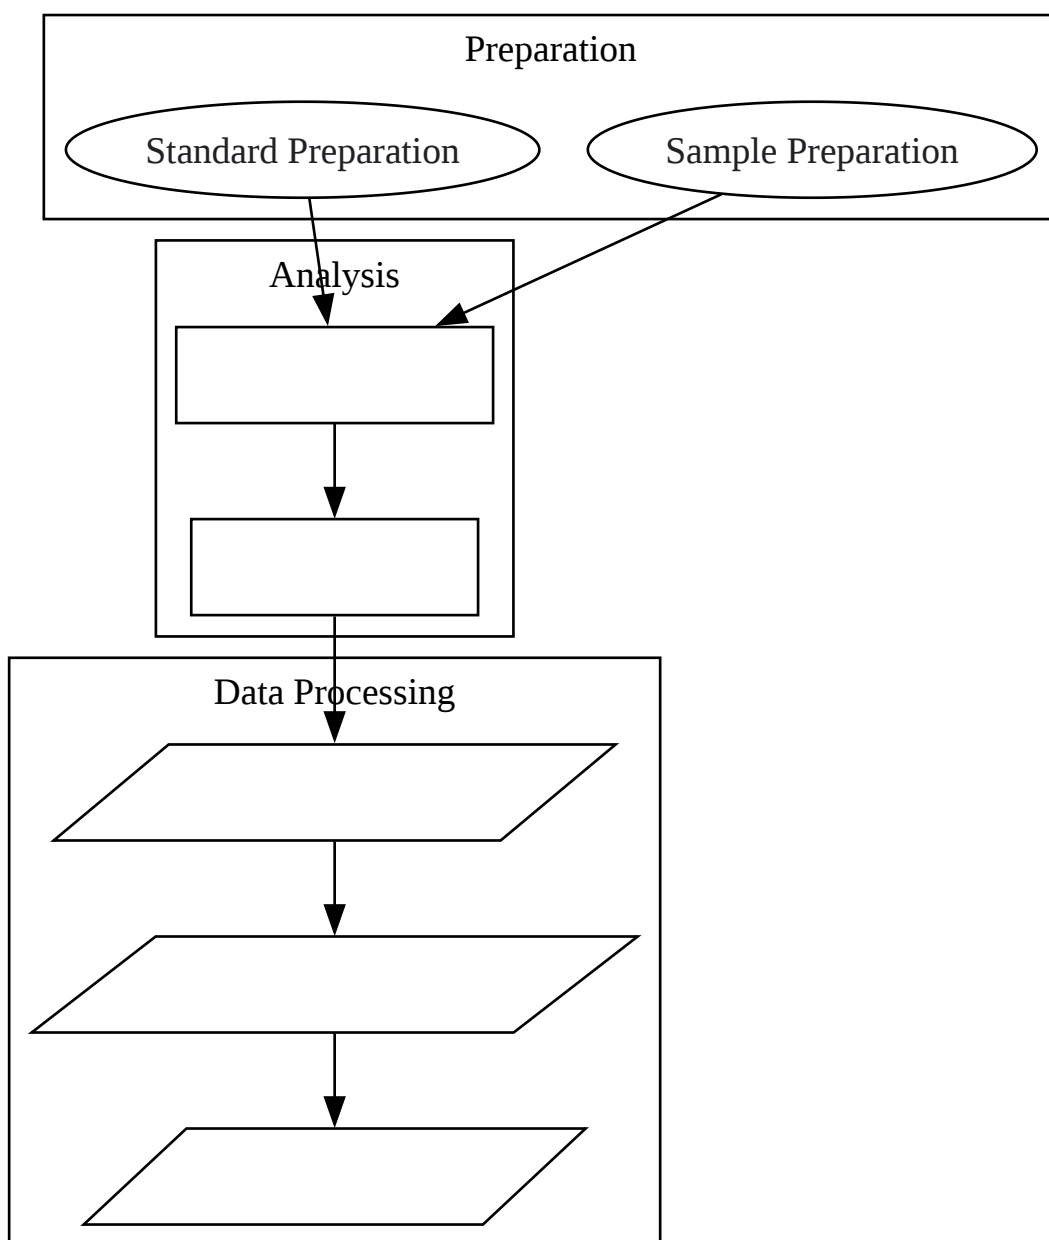 Preparation
Standard Preparation
Sample Preparation
Analysis
Data Processing